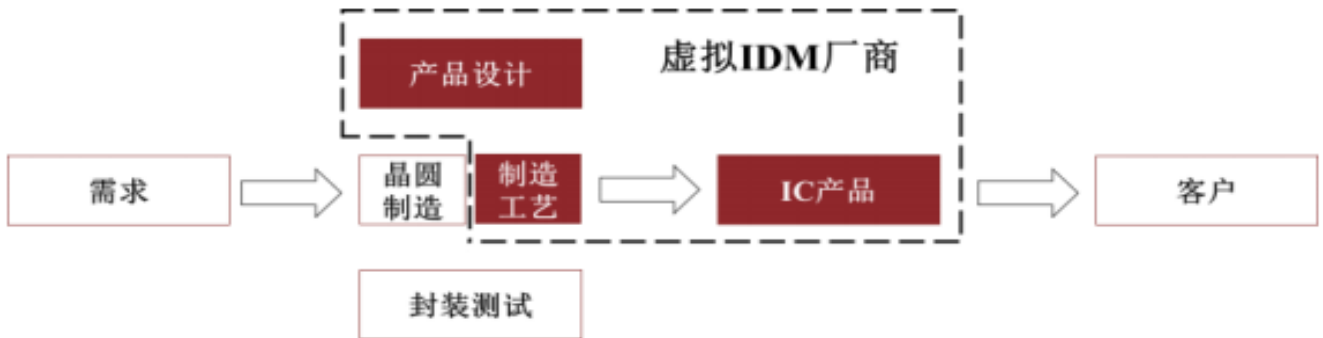 产品设计
虚拟IDM厂商
需求
晶圆
制造
制造
工艺
IC产品
客户
封装测试